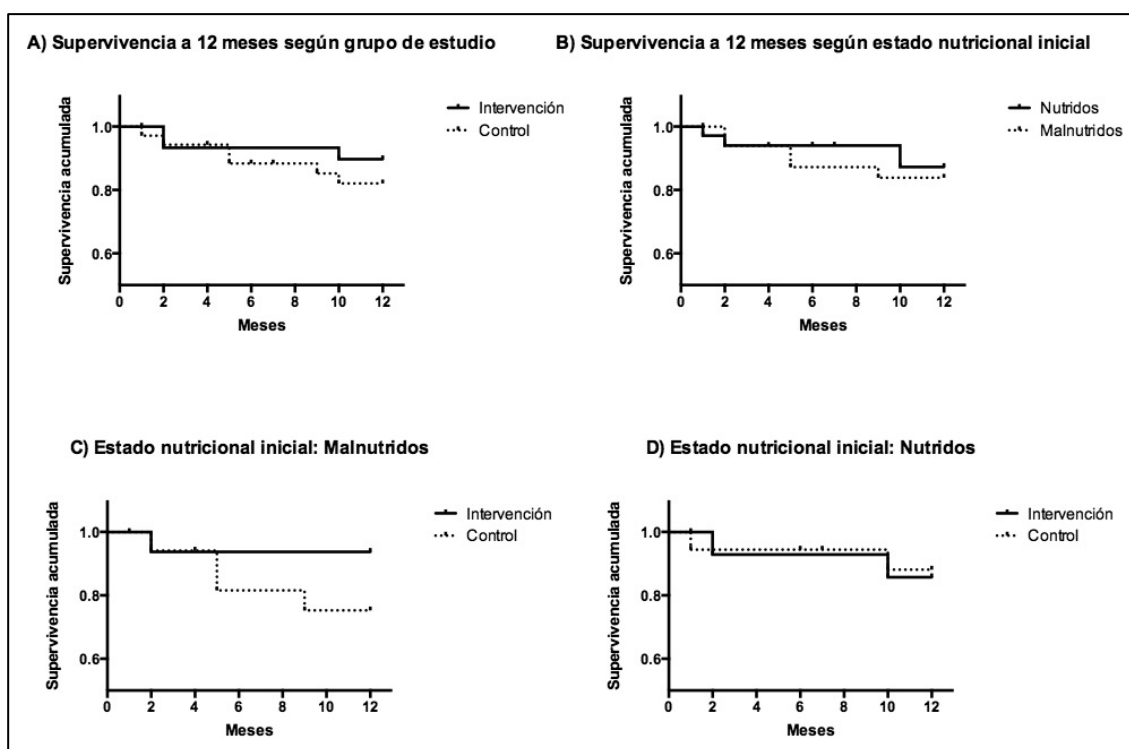 A) Supervivencia a 12 meses según grupo de estudio
Intervención
Control
Supervivencia acumulada
1.0
0.8
0.6
0 2 4 6 8 10 12
Meses
B) Supervivencia a 12 meses según estado nutricional inicial
Nutridos
Malnutridos
Supervivencia acumulada
1.0
0.8
0.6
0 2 4 6 8 10 12
Meses
C) Estado nutricional inicial: Malnutridos
Intervención
Control
Supervivencia acumulada
1.0
0.8
0.6
0 2 4 6 8 10 12
Meses
D) Estado nutricional inicial: Nutridos
Intervención
Control
Supervivencia acumulada
1.0
0.8
0.6
0 2 4 6 8 10 12
Meses